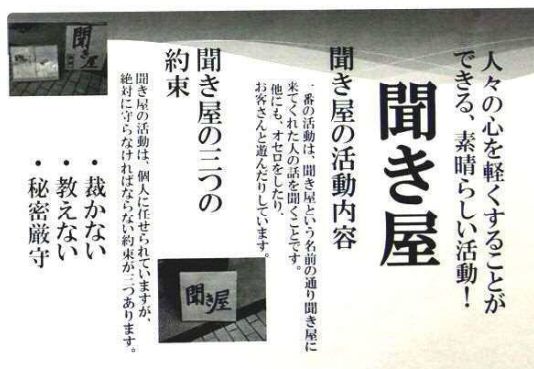 人々の心を軽くすることが
できる、素晴らしい活動！
聞き屋
聞き屋の活動内容
一番の活動は、聞き屋という名前の通り聞き屋に
来てくれた人の話を聞くことです。
他にも、オセロをしたり、
お客さんと遊んだりしています。
聞き屋
聞き屋の三つの
約束
聞き屋の活動は、個人に任せられていますが、
絶対に守らなければならない約束が三つあります。
・裁かない
・教えない
・秘密厳守
聞き屋